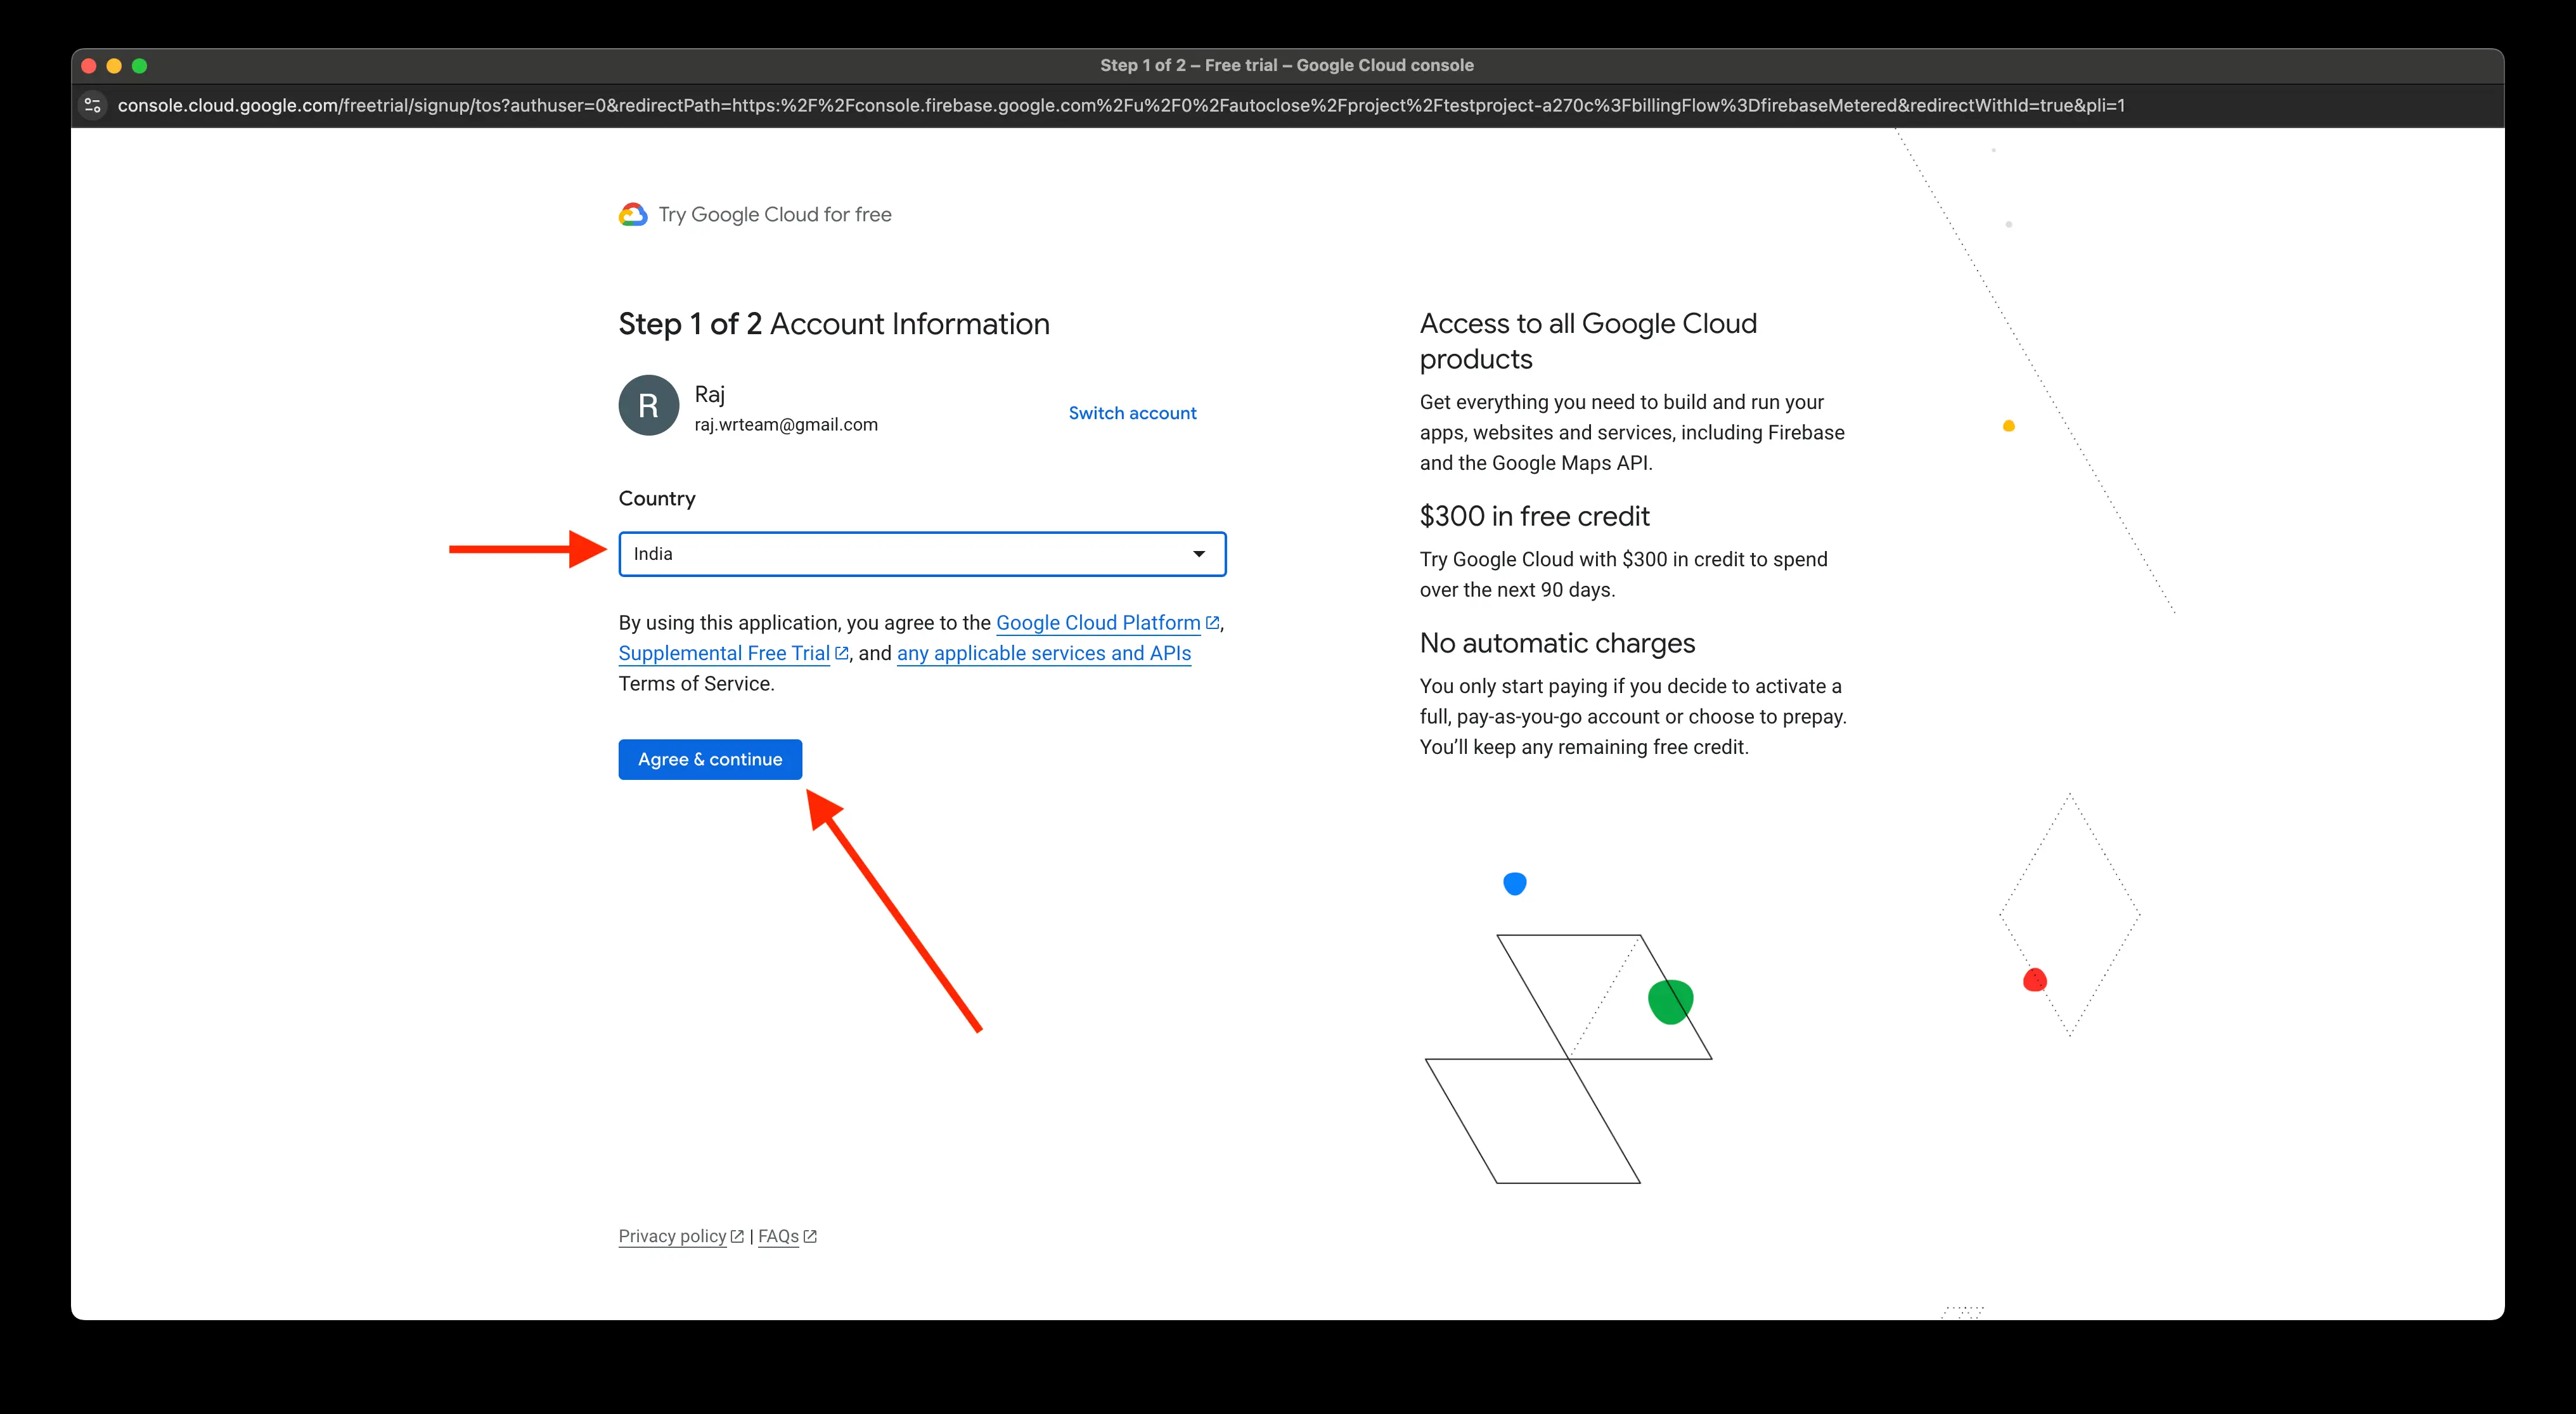 Step 1 of 2 – Free trial – Google Cloud console
console.cloud.google.com/freetrial/signup/tos?authuser=0&redirectPath=https:%2F%2Fconsole.firebase.google.com%2Fu%2F0%2Fautoclose%2Fproject%2Ftestproject-a270c%3FbillingFlow%3DfirebaseMetered&redirectWithId=true&pli=1
Try Google Cloud for free
Step 1 of 2 Account Information
R
Raj
raj.wrteam@gmail.com
Switch account
Country
India
By using this application, you agree to the Google Cloud Platform,
Supplemental Free Trial, and any applicable services and APIs
Terms of Service.
Agree & continue
Access to all Google Cloud
products
Get everything you need to build and run your
apps, websites and services, including Firebase
and the Google Maps API.
$300 in free credit
Try Google Cloud with $300 in credit to spend
over the next 90 days.
No automatic charges
You only start paying if you decide to activate a
full, pay-as-you-go account or choose to prepay.
You’ll keep any remaining free credit.
Privacy policy | FAQs